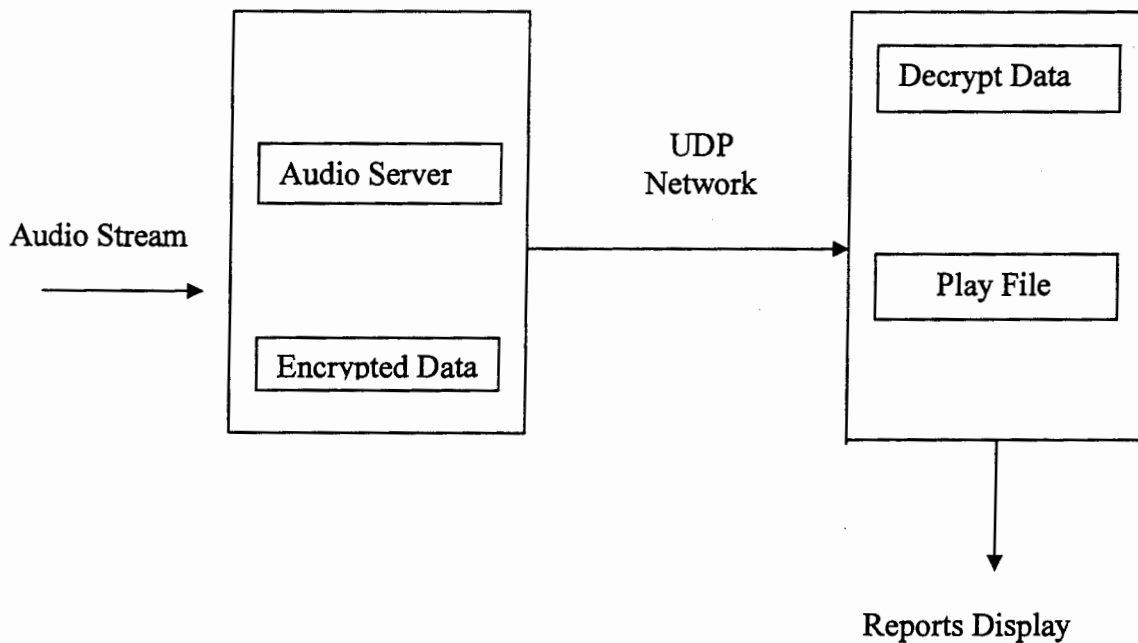 Audio Stream
Audio Server
Encrypted Data
UDP
Network
Decrypt Data
Play File
Reports Display